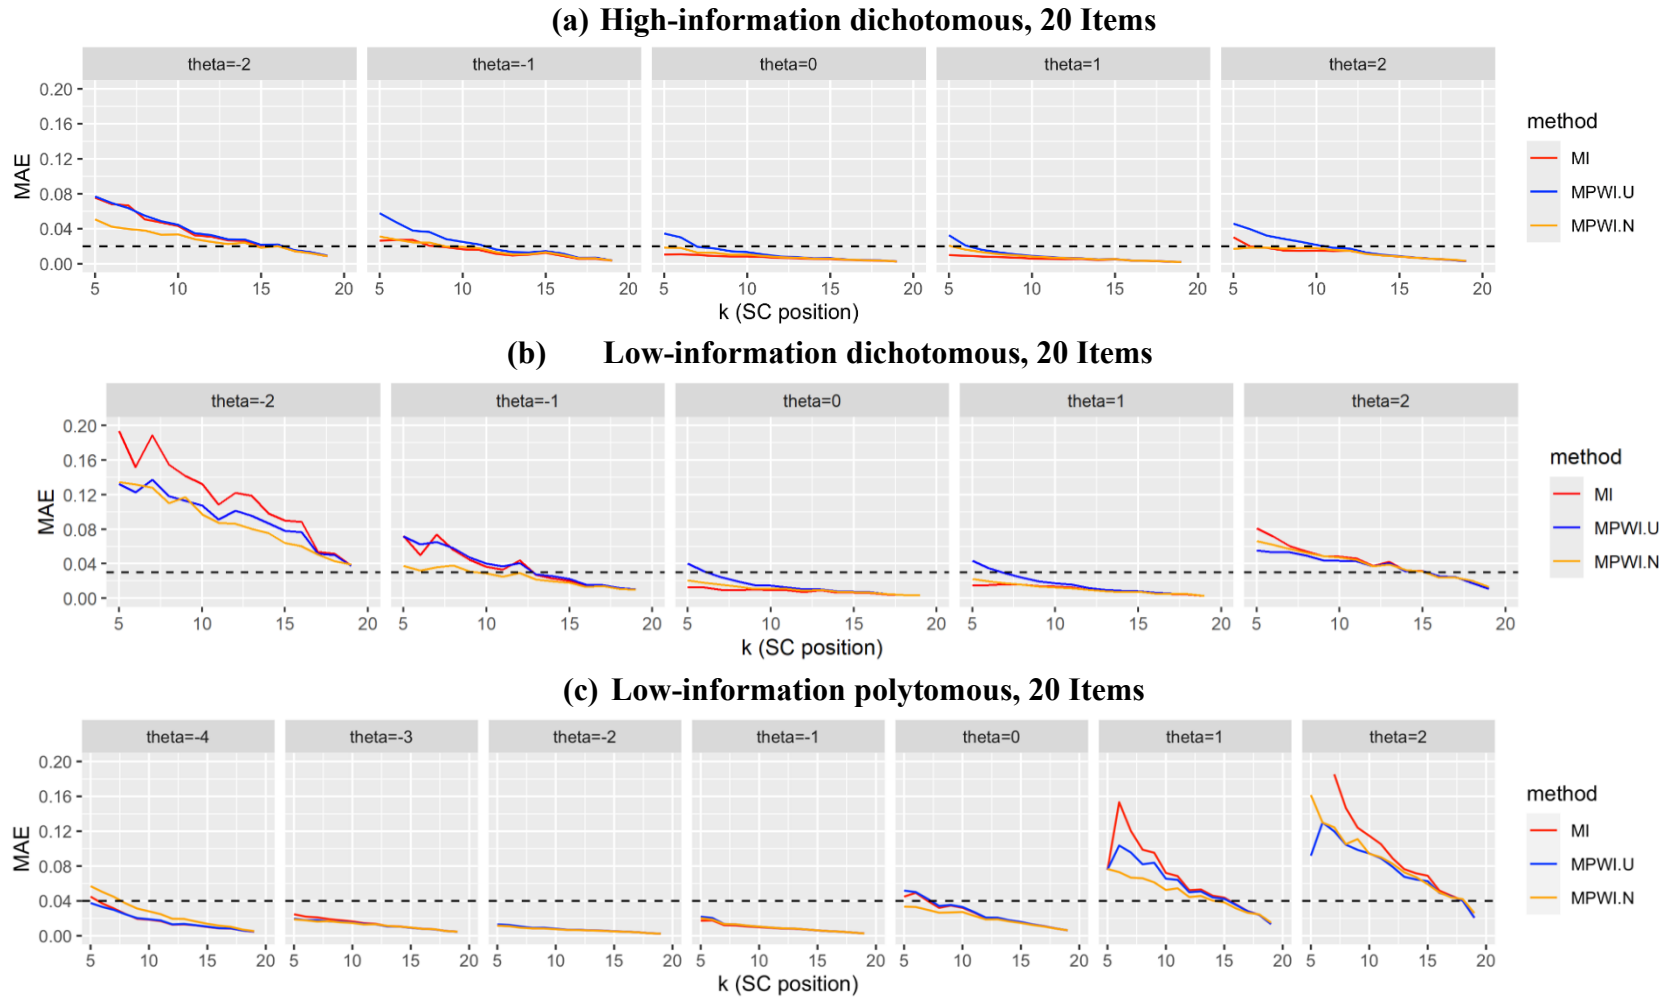 (a) High-information dichotomous, 20 Items
theta=-2 theta=-1 theta=0 theta=1 theta=2
0.20
0.16
0.12
0.08
0.04
0.00
MAE
5 10 15 20 5 10 15 20 5 10 15 20 5 10 15 20 5 10 15 20
k (SC position)
method
MI
MPWI.U
MPWI.N
(b) Low-information dichotomous, 20 Items
theta=-2 theta=-1 theta=0 theta=1 theta=2
0.20
0.16
0.12
0.08
0.04
0.00
MAE
5 10 15 20 5 10 15 20 5 10 15 20 5 10 15 20 5 10 15 20
k (SC position)
method
MI
MPWI.U
MPWI.N
(c) Low-information polytomous, 20 Items
theta=-4 theta=-3 theta=-2 theta=-1 theta=0 theta=1 theta=2
0.20
0.16
0.12
0.08
0.04
0.00
MAE
5 10 15 20 5 10 15 20 5 10 15 20 5 10 15 20 5 10 15 20 5 10 15 20 5 10 15 20
k (SC position)
method
MI
MPWI.U
MPWI.N